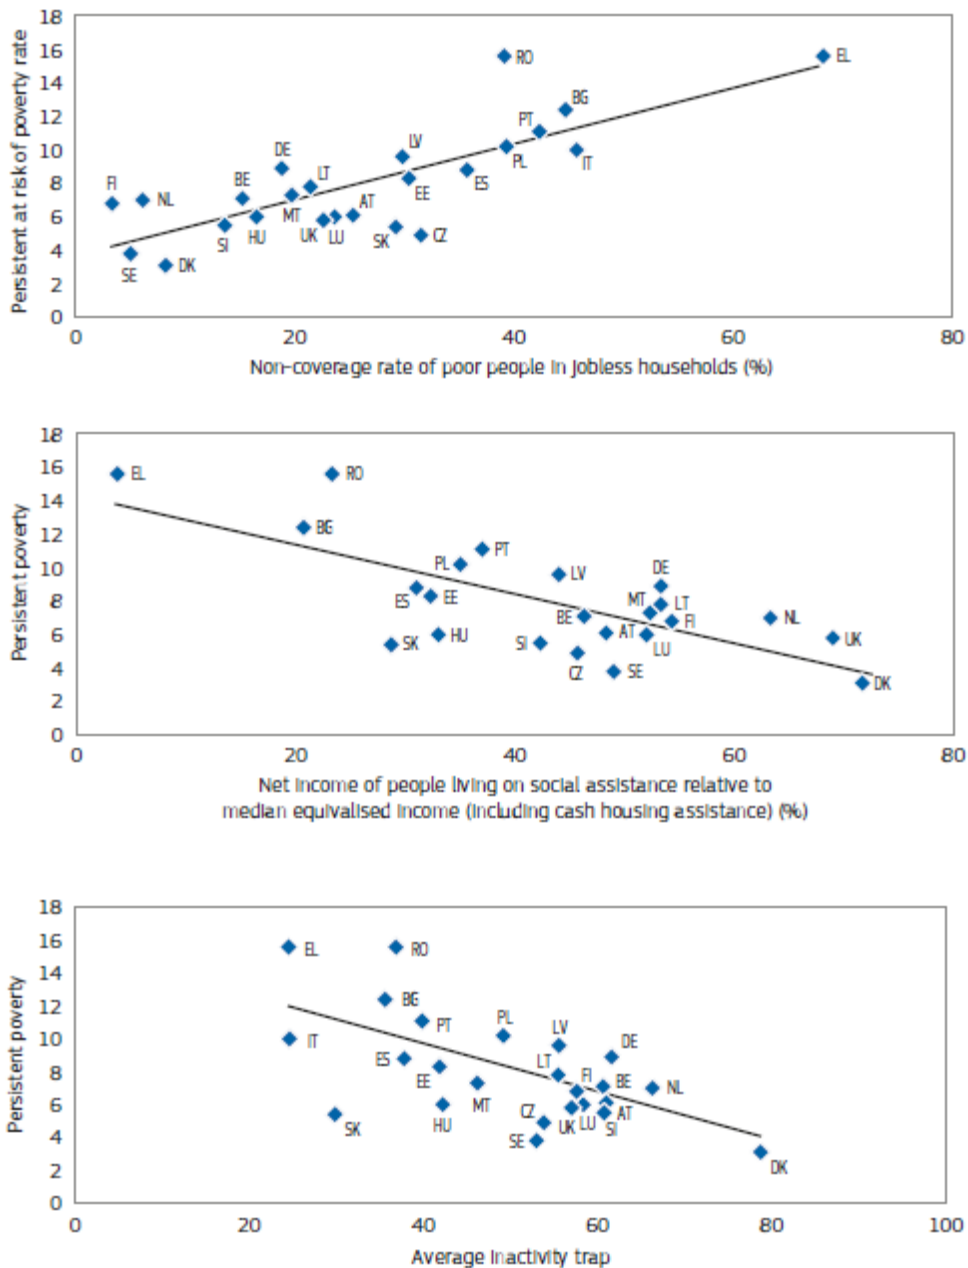 18
16
14
12
10
8
6
4
2
0
Persistent at risk of poverty rate
RO
EL
BG
PT
PL
IT
DE
LV
LT
ES
EE
FI
NL
BE
MT
AT
SI
HU
UK
LU
SK
CZ
SE
DK
0 20 40 60 80
Non-coverage rate of poor people in jobless households (%)
18
16
14
12
10
8
6
4
2
0
Persistent poverty
EL
RO
BG
PT
PL
LV
DE
ES
EE
MT
LT
BE
FI
NL
SK
HU
SI
AT
LU
UK
CZ
SE
DK
0 20 40 60 80
Net income of people living on social assistance relative to
median equivalised income (including cash housing assistance) (%)
18
16
14
12
10
8
6
4
2
0
Persistent poverty
EL
RO
BG
PT
PL
LV
IT
DE
ES
LT
EE
FI
BE
NL
MT
SK
HU
CZ
UK
LU
AT
SI
SE
DK
0 20 40 60 80 100
Average inactivity trap